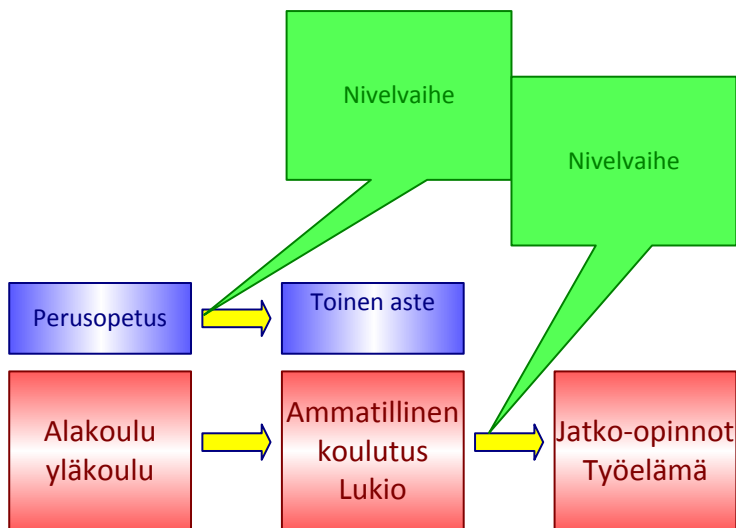 Nivelvaihe
Nivelvaihe
Perusopetus
Toinen aste
Alakoulu
yläkoulu
Ammatillinen
koulutus
Lukio
Jatko-opinnot
Työelämä